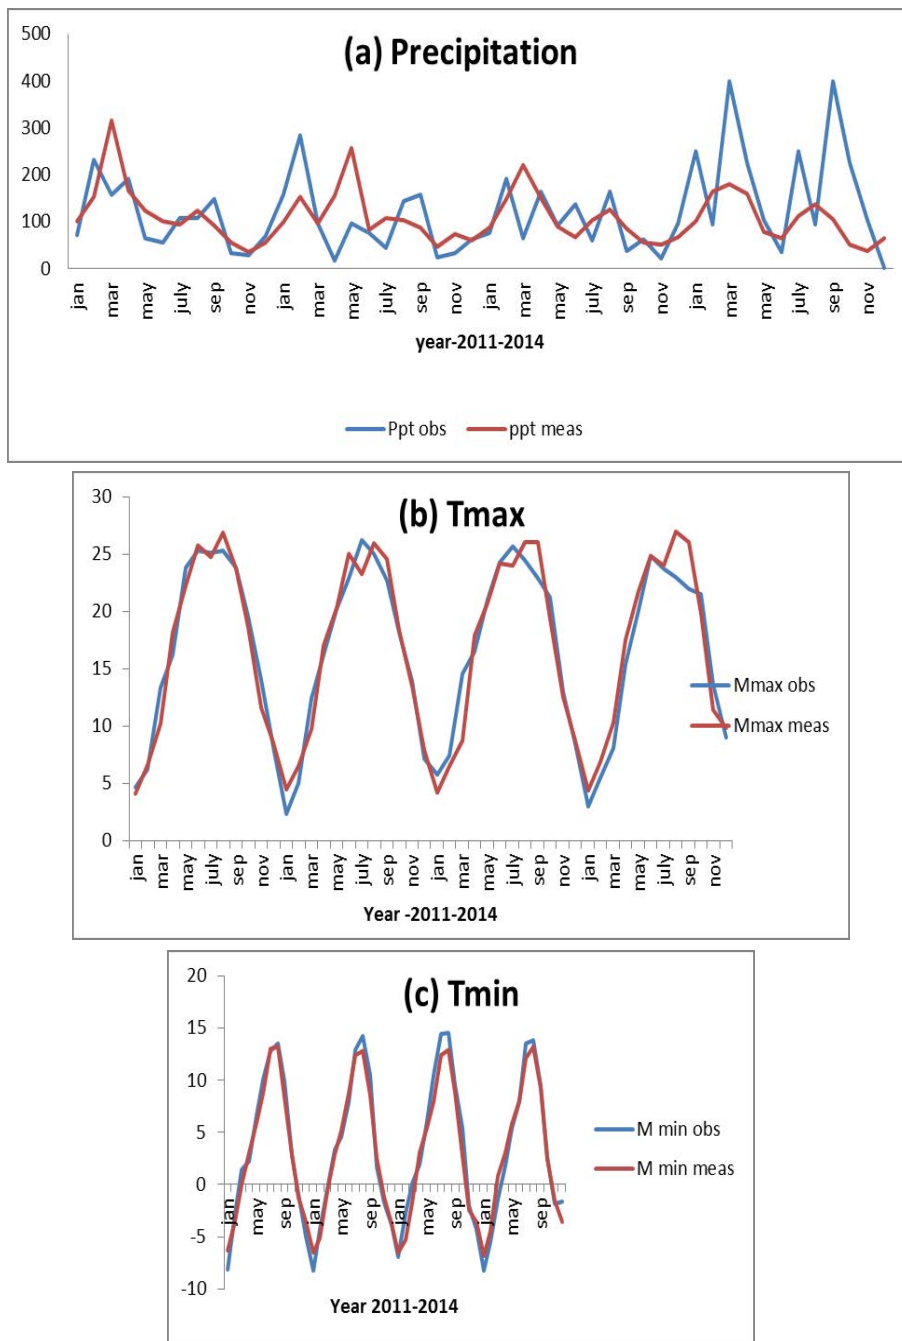 (a) Precipitation
500
400
300
200
100
0
jan mar may july sep nov jan mar may july sep nov jan mar may july sep nov jan mar may july sep nov
year-2011-2014
Ppt obs ppt meas
(b) Tmax
30
25
20
15
10
5
0
Mmax obs
Mmax meas
jan mar may july sep nov jan mar may july sep nov jan mar may july sep nov jan mar may july sep nov
Year -2011-2014
(c) Tmin
20
15
10
5
0
-5
-10
M min obs
M min meas
jan may sep jan may sep jan may sep jan may sep
Year 2011-2014